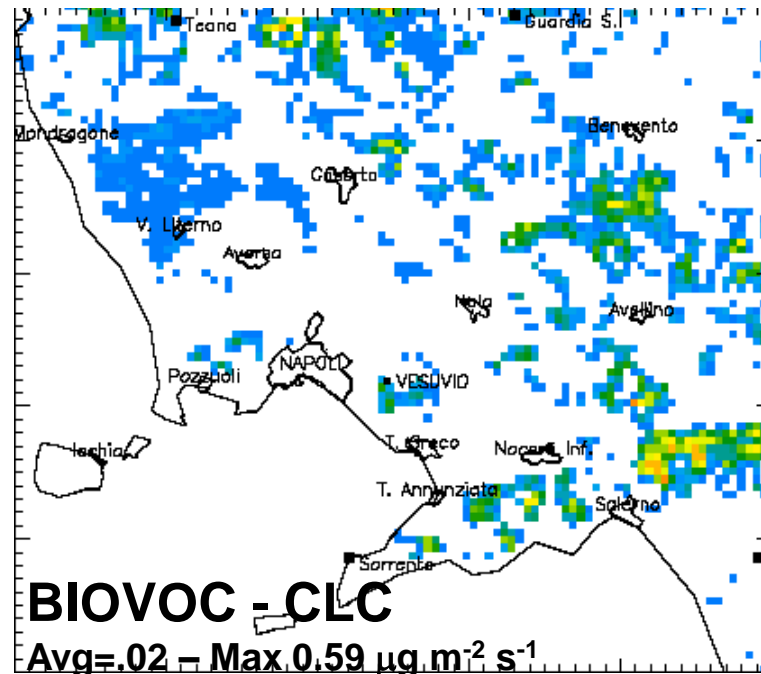 Teana
Guardia S.I
Mondragone
Benevento
Caserta
V. Literno
Aversa
Nola
Avellino
NAPOLI
Pozzuoli
VESUVIO
Ischia
T. Greco
Nocera Inf.
T. Annunziata
Salerno
Sorrento
BIOVOC - CLC
Avg=.02 – Max 0.59 µg m-2 s-1